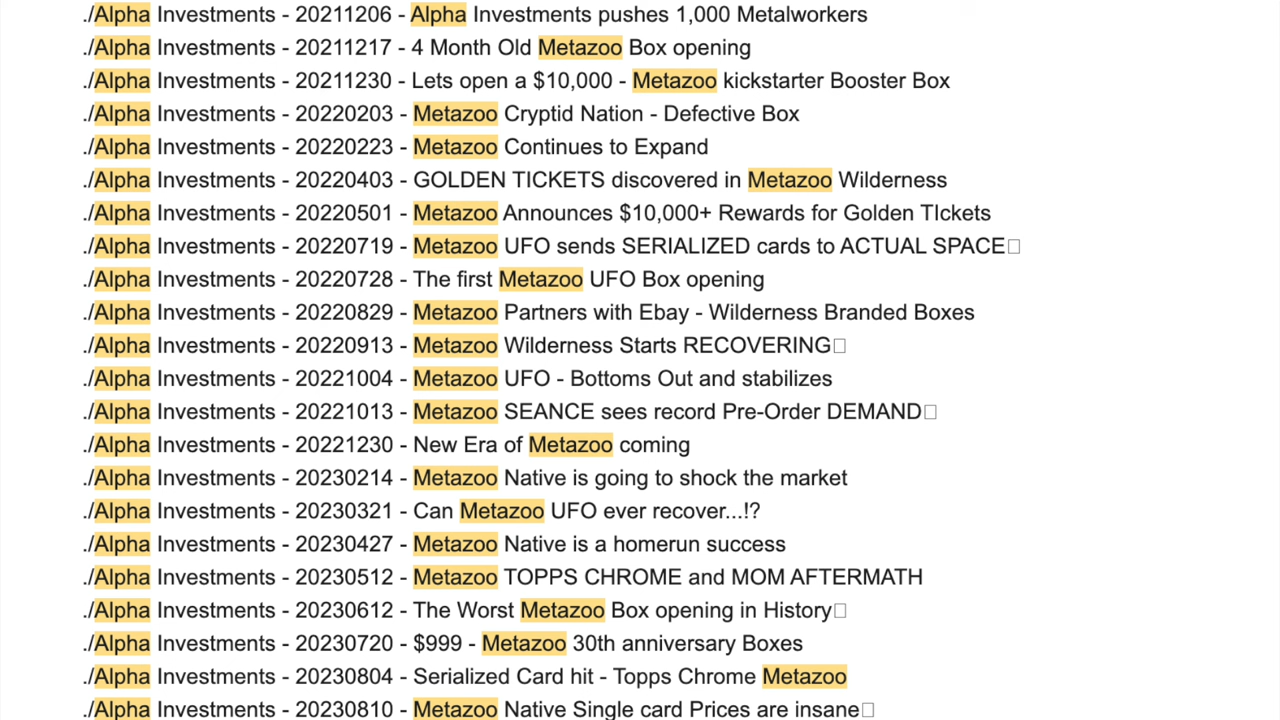 ./Alpha Investments - 20211206 - Alpha Investments pushes 1,000 Metalworkers
./Alpha Investments - 20211217 - 4 Month Old Metazoo Box opening
./Alpha Investments - 20211230 - Lets open a $10,000 - Metazoo kickstarter Booster Box
./Alpha Investments - 20220203 - Metazoo Cryptid Nation - Defective Box
./Alpha Investments - 20220223 - Metazoo Continues to Expand
./Alpha Investments - 20220403 - GOLDEN TICKETS discovered in Metazoo Wilderness
./Alpha Investments - 20220501 - Metazoo Announces $10,000+ Rewards for Golden TIckets
./Alpha Investments - 20220719 - Metazoo UFO sends SERIALIZED cards to ACTUAL SPACE
./Alpha Investments - 20220728 - The first Metazoo UFO Box opening
./Alpha Investments - 20220829 - Metazoo Partners with Ebay - Wilderness Branded Boxes
./Alpha Investments - 20220913 - Metazoo Wilderness Starts RECOVERING
./Alpha Investments - 20221004 - Metazoo UFO - Bottoms Out and stabilizes
./Alpha Investments - 20221013 - Metazoo SEANCE sees record Pre-Order DEMAND
./Alpha Investments - 20221230 - New Era of Metazoo coming
./Alpha Investments - 20230214 - Metazoo Native is going to shock the market
./Alpha Investments - 20230321 - Can Metazoo UFO ever recover...!?
./Alpha Investments - 20230427 - Metazoo Native is a homerun success
./Alpha Investments - 20230512 - Metazoo TOPPS CHROME and MOM AFTERMATH
./Alpha Investments - 20230612 - The Worst Metazoo Box opening in History
./Alpha Investments - 20230720 - $999 - Metazoo 30th anniversary Boxes
./Alpha Investments - 20230804 - Serialized Card hit - Topps Chrome Metazoo
./Alpha Investments - 20230810 - Metazoo Native Single card Prices are insane